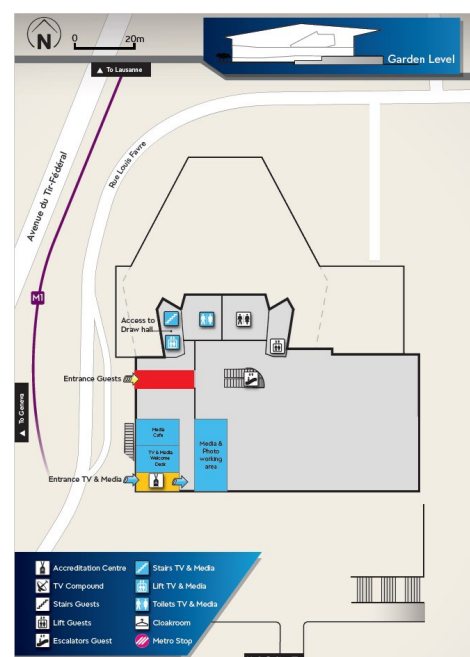 N
0 20m
Garden Level
▲ To Lausanne
Avenue du Tir-Fédéral
Rue Louis Favre
M1
Access to
Draw hall
Entrance Guests
▲ To Geneva
Media
Cafe
TV & Media
Welcome
Desk
Media &
Photo
working
area
Entrance TV & Media
Accreditation Centre
TV Compound
Stairs Guests
Lift Guests
Escalators Guest
Stairs TV & Media
Lift TV & Media
Toilets TV & Media
Cloakroom
Metro Stop